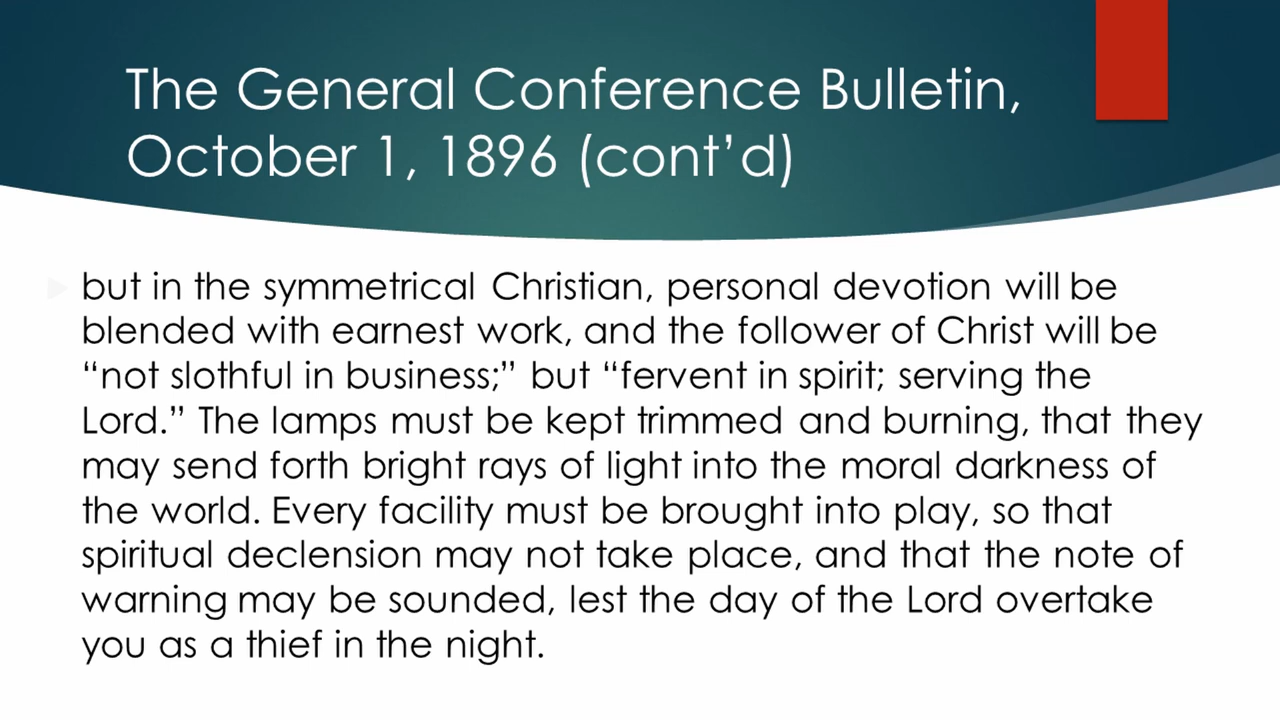 The General Conference Bulletin,
October 1, 1896 (cont’d)
but in the symmetrical Christian, personal devotion will be
blended with earnest work, and the follower of Christ will be
“not slothful in business;” but “fervent in spirit; serving the
Lord.” The lamps must be kept trimmed and burning, that they
may send forth bright rays of light into the moral darkness of
the world. Every facility must be brought into play, so that
spiritual declension may not take place, and that the note of
warning may be sounded, lest the day of the Lord overtake
you as a thief in the night.